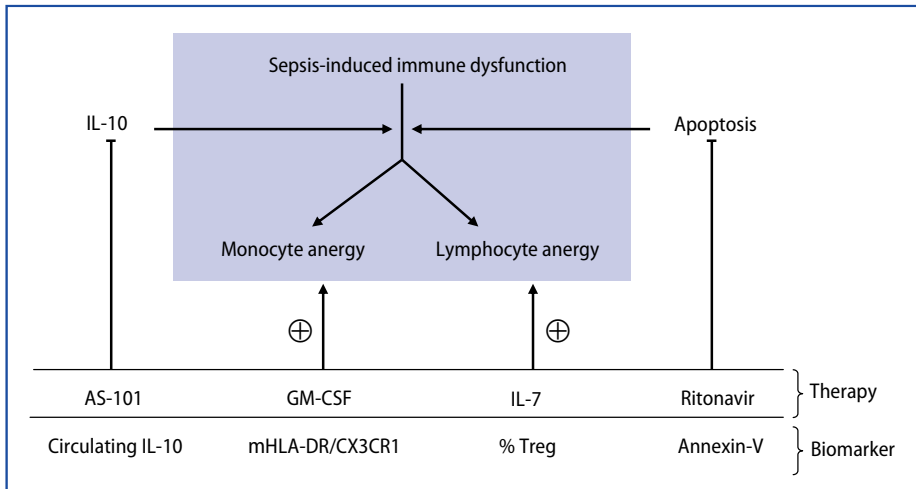 Sepsis-induced immune dysfunction
IL-10
Apoptosis
Monocyte anergy
Lymphocyte anergy
AS-101
GM-CSF
IL-7
Ritonavir
Therapy
Circulating IL-10
mHLA-DR/CX3CR1
% Treg
Annexin-V
Biomarker